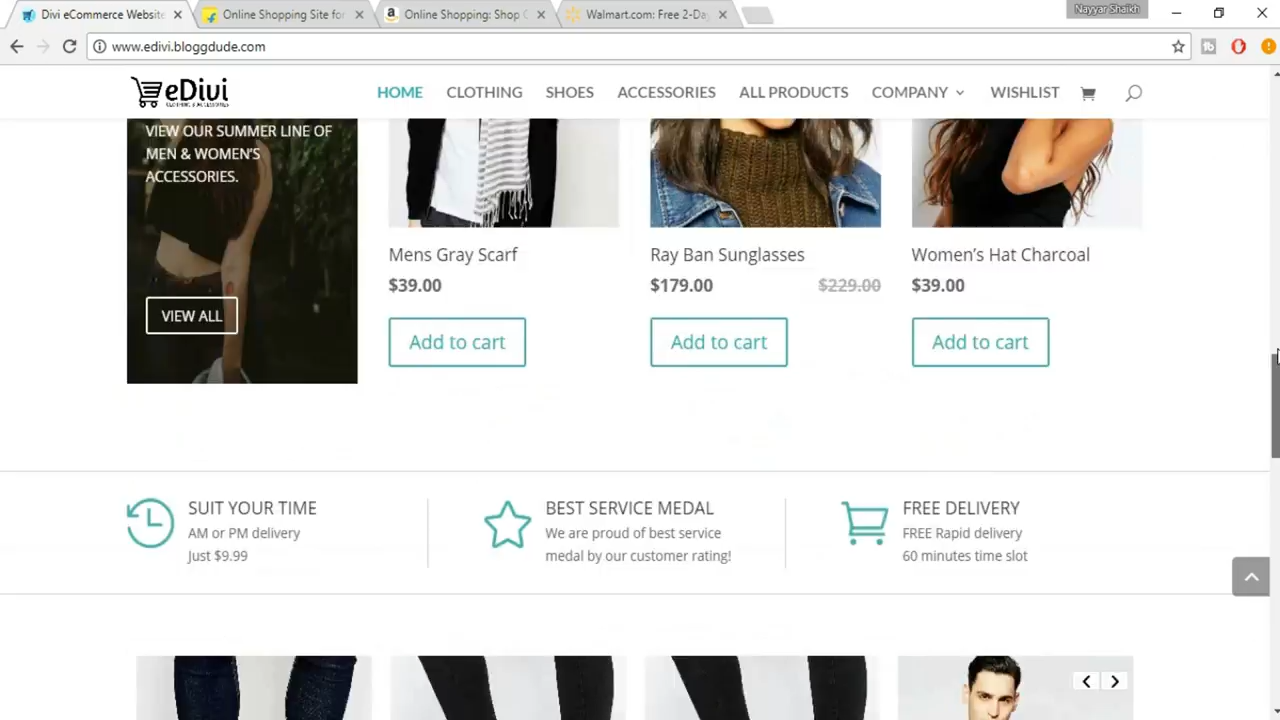 Divi eCommerce Website
Online Shopping Site for
Online Shopping: Shop
Walmart.com: Free 2-Da
Nayyar Shaikh
www.edivi.bloggdude.com
eDivi
CLOTHING & ACCESSORIES
HOME
CLOTHING
SHOES
ACCESSORIES
ALL PRODUCTS
COMPANY
WISHLIST
VIEW OUR SUMMER LINE OF
MEN & WOMEN'S
ACCESSORIES.
VIEW ALL
Mens Gray Scarf
$39.00
Add to cart
Ray Ban Sunglasses
$179.00 $229.00
Add to cart
Women’s Hat Charcoal
$39.00
Add to cart
SUIT YOUR TIME
AM or PM delivery
Just $9.99
BEST SERVICE MEDAL
We are proud of best service
medal by our customer rating!
FREE DELIVERY
FREE Rapid delivery
60 minutes time slot